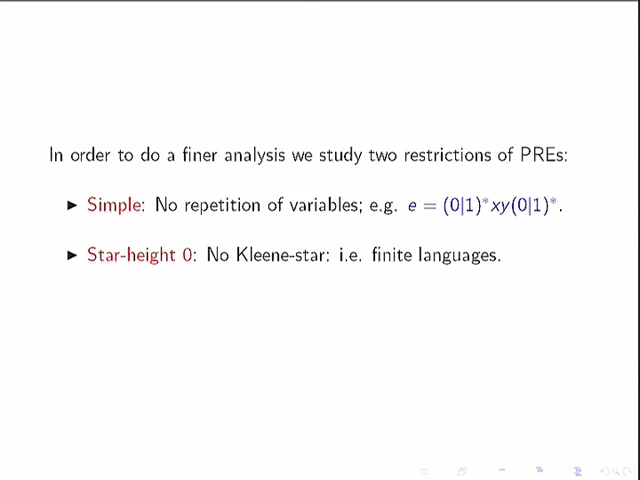 In order to do a finer analysis we study two restrictions of PREs:
▶ Simple: No repetition of variables; e.g. e = (0|1)*xy(0|1)*.
▶ Star-height 0: No Kleene-star: i.e. finite languages.